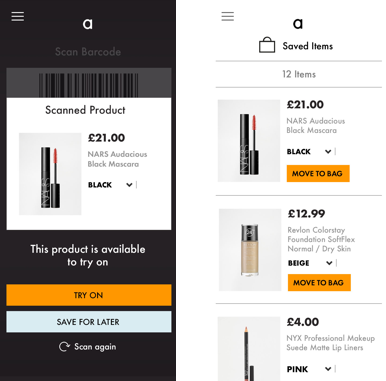 a
Scan Barcode
Scanned Product
£21.00
NARS Audacious
Black Mascara
BLACK
This product is available
to try on
TRY ON
SAVE FOR LATER
Scan again
a
Saved Items
12 Items
£21.00
NARS Audacious
Black Mascara
BLACK
MOVE TO BAG
£12.99
Revlon Colorstay
Foundation SoftFlex
Normal / Dry Skin
BEIGE
MOVE TO BAG
£4.00
NYX Professional Makeup
Suede Matte Lip Liners
PINK